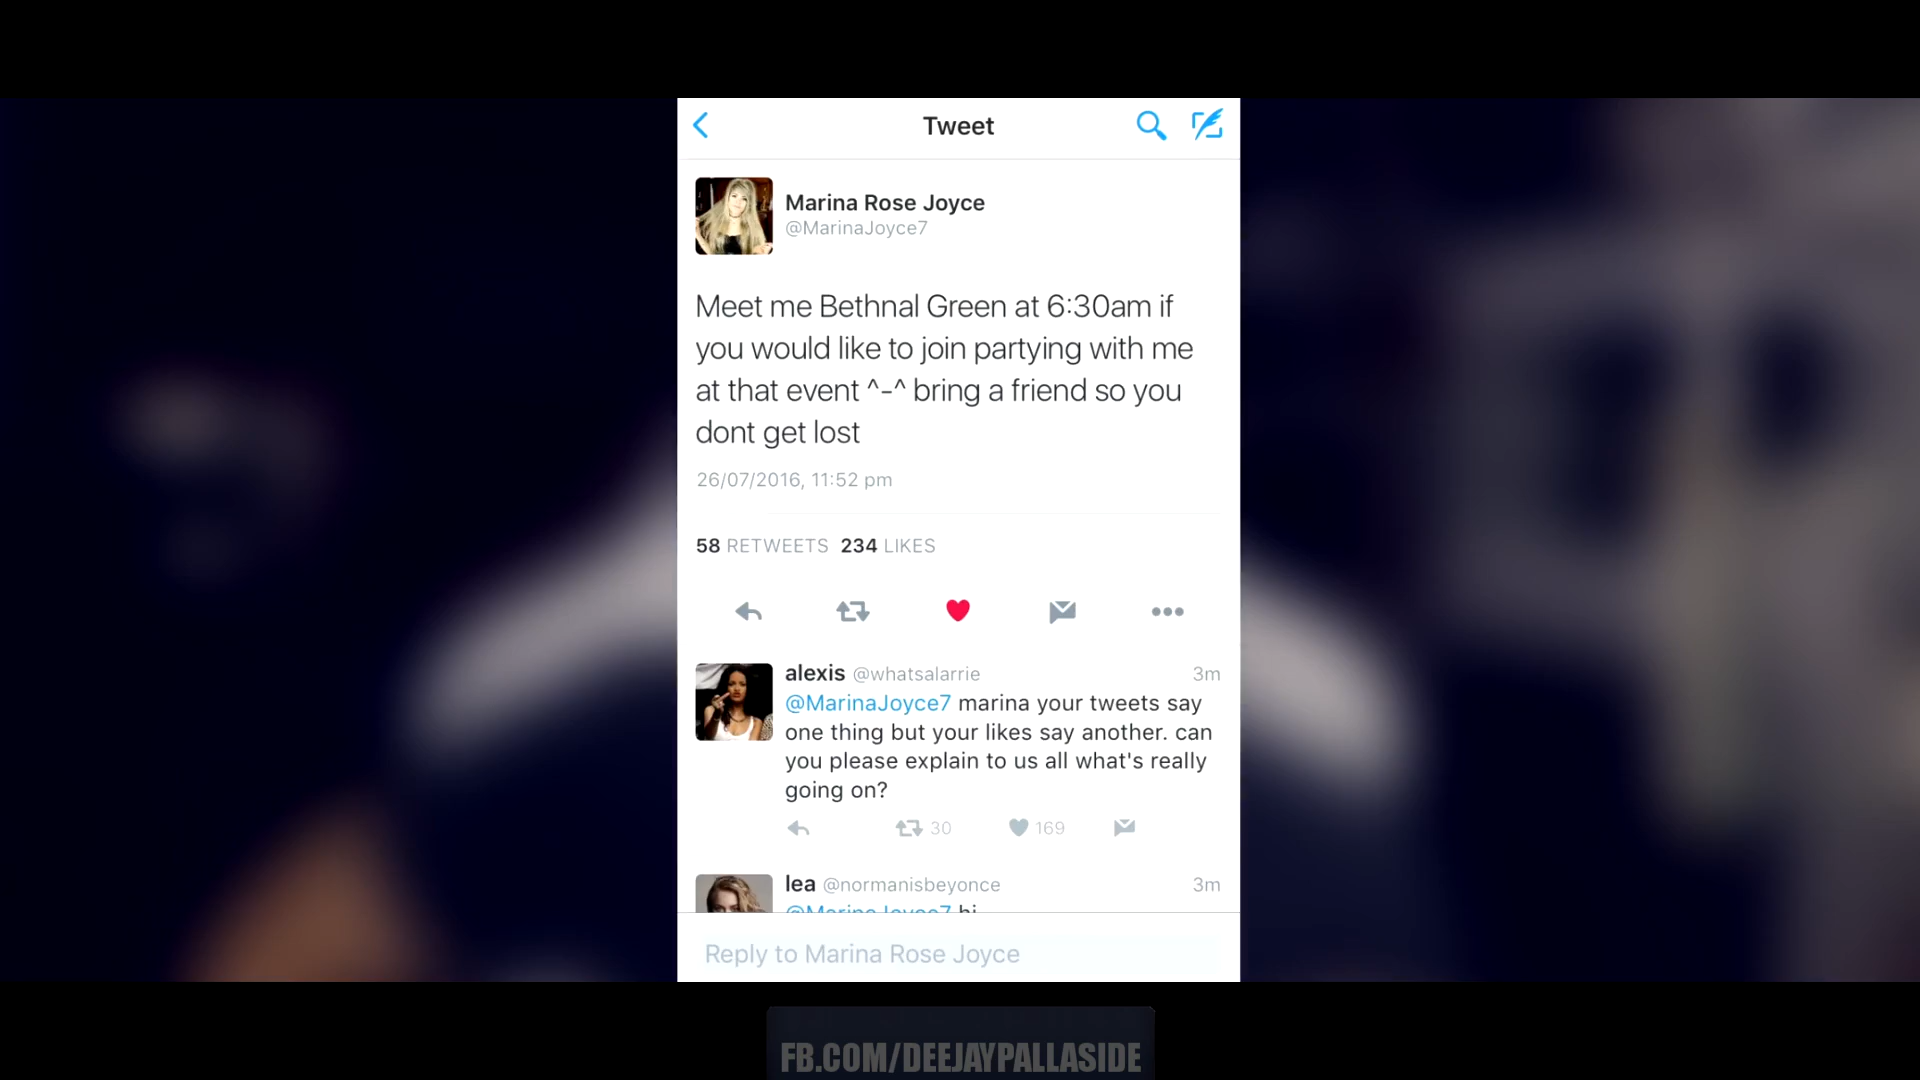 Tweet
Marina Rose Joyce
@MarinaJoyce7
Meet me Bethnal Green at 6:30am if
you would like to join partying with me
at that event ^-^ bring a friend so you
dont get lost
26/07/2016, 11:52 pm
58 RETWEETS 234 LIKES
alexis @whatsalarrie 3m
@MarinaJoyce7 marina your tweets say
one thing but your likes say another. can
you please explain to us all what's really
going on?
30 169
lea @normanisbeyonce 3m
@MarinaJoyce7 hi
Reply to Marina Rose Joyce
FB.COM/DEEJAYPALLASIDE